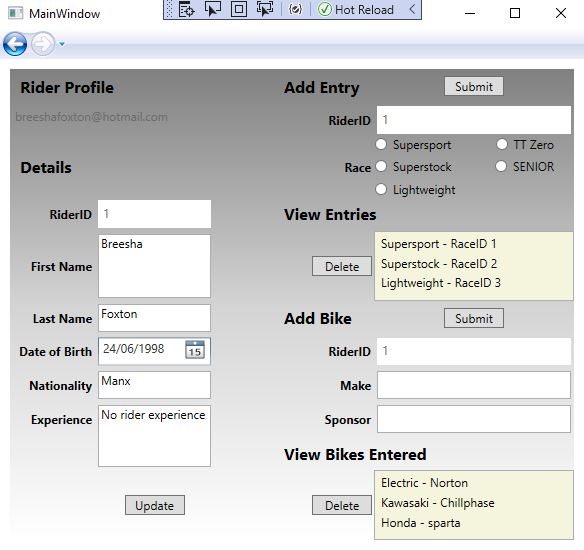 MainWindow
Hot Reload
Rider Profile
breeshafoxton@hotmail.com
Details
RiderID 1
First Name Breesha
Last Name Foxton
Date of Birth 24/06/1998 15
Nationality Manx
Experience No rider experience
Update
Add Entry Submit
RiderID 1
Supersport TT Zero
Race Superstock SENIOR
Lightweight
View Entries
Supersport - RaceID 1
Delete Superstock - RaceID 2
Lightweight - RaceID 3
Add Bike Submit
RiderID 1
Make
Sponsor
View Bikes Entered
Electric - Norton
Delete Kawasaki - Chillphase
Honda - sparta